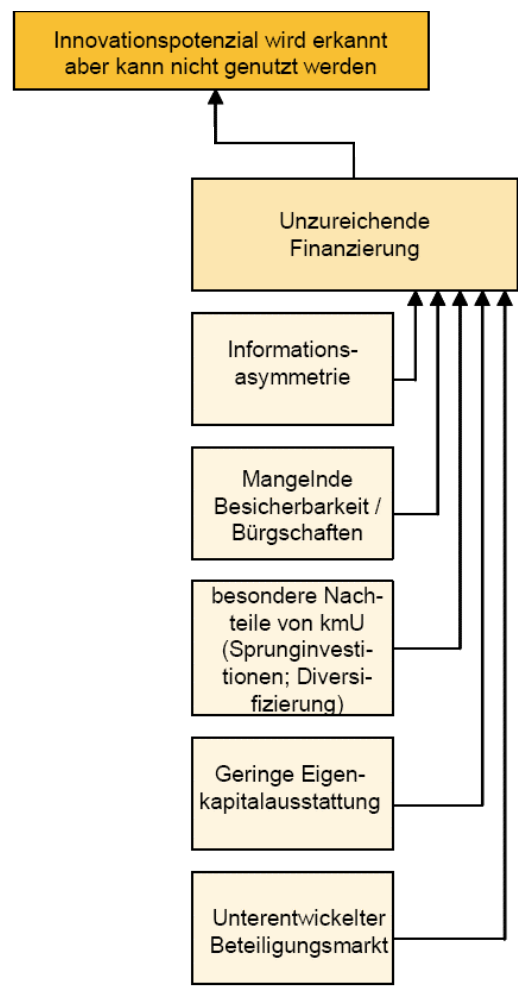 Innovationspotenzial wird erkannt
aber kann nicht genutzt werden
Unzureichende
Finanzierung
Informations-
asymmetrie
Mangelnde
Besicherbarkeit /
Bürgschaften
besondere Nach-
teile von kmU
(Sprunginvesti-
tionen; Diversi-
fizierung)
Geringe Eigen-
kapitalausstattung
Unterentwickelter
Beteiligungsmarkt